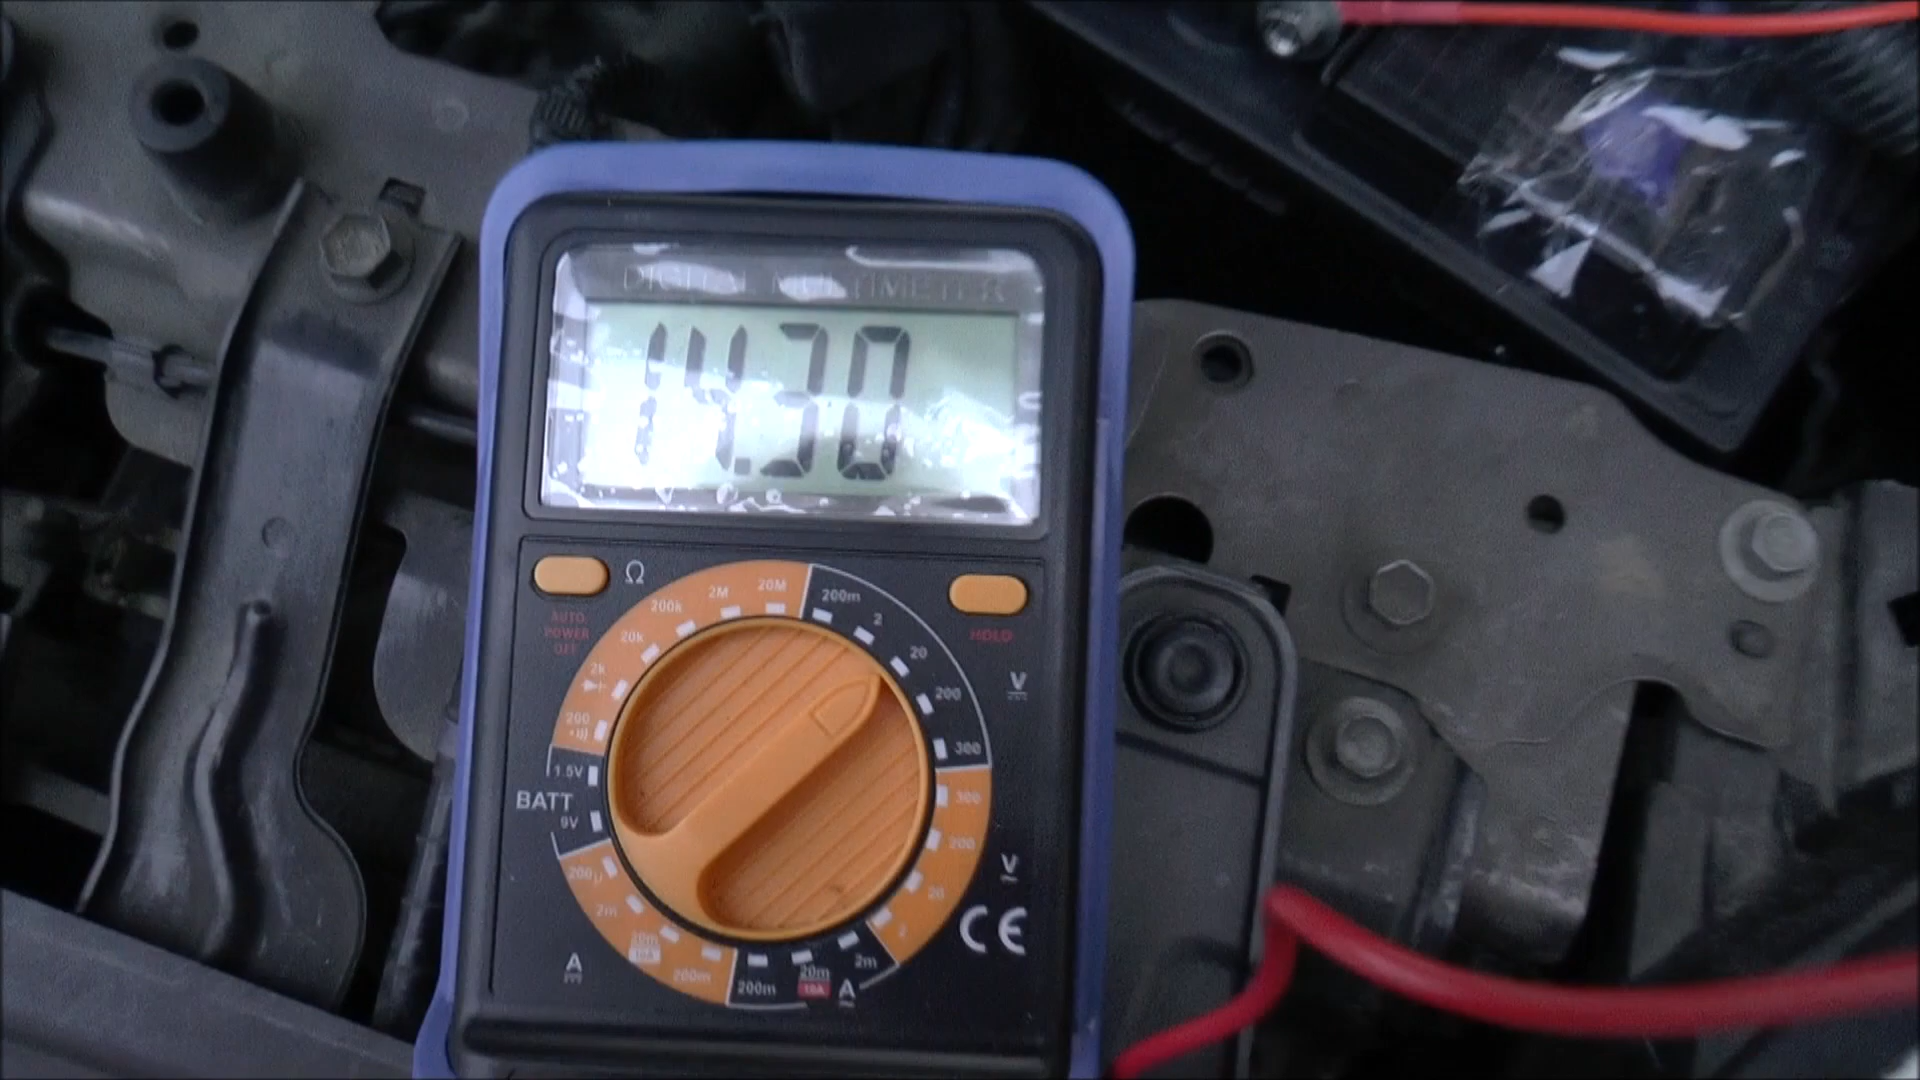 DIGITAL MULTIMETER
14.30
Ω
AUTO
POWER
OFF
HOLD
200k
2M
20M
200m
2
20k
20
2k
200
V
200
300
1.5V
BATT
9V
300
200
V
20
2
200µ
2m
20m
10A
200m
A
200m
20m
10A
2m
A
CE